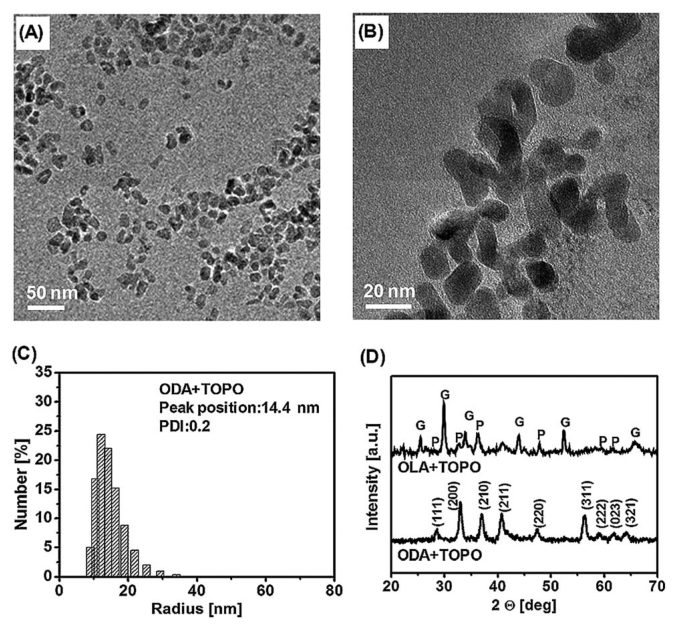 (A)
50 nm
(B)
20 nm
(C)
35
30
25
20
15
10
5
0
Number [%]
ODA+TOPO
Peak position:14.4 nm
PDI:0.2
0 20 40 60 80
Radius [nm]
(D)
Intensity [a.u.]
G P G P G P G P G P P G
OLA+TOPO
(111) (200) (210) (211) (220) (311) (222) (023) (321)
ODA+TOPO
20 30 40 50 60 70
2 Θ [deg]